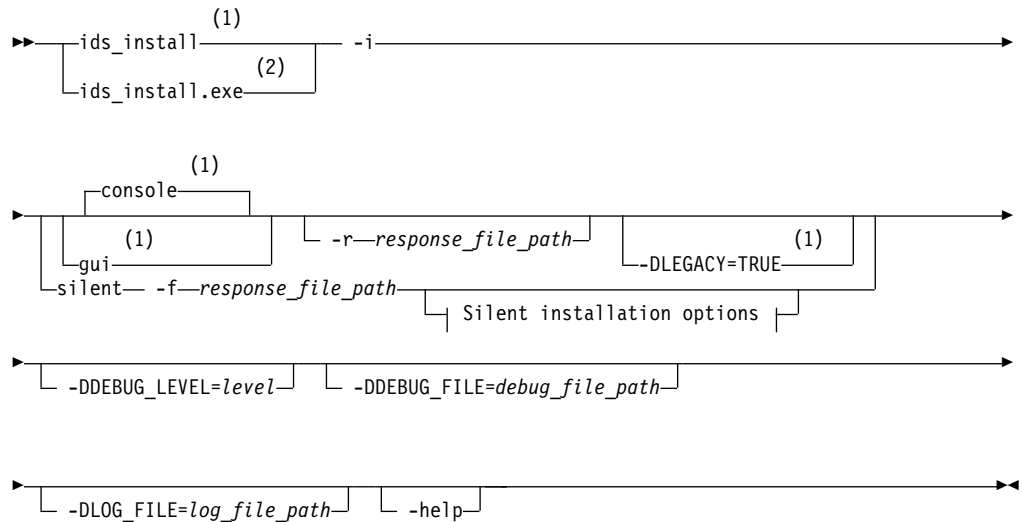 (1)
ids_install -i
(2)
ids_install.exe
(1)
console
(1)
gui
-r response_file_path
(1)
-DLEGACY=TRUE
silent -f response_file_path
Silent installation options
-DDEBUG_LEVEL=level -DDEBUG_FILE=debug_file_path
-DLOG_FILE=log_file_path -help